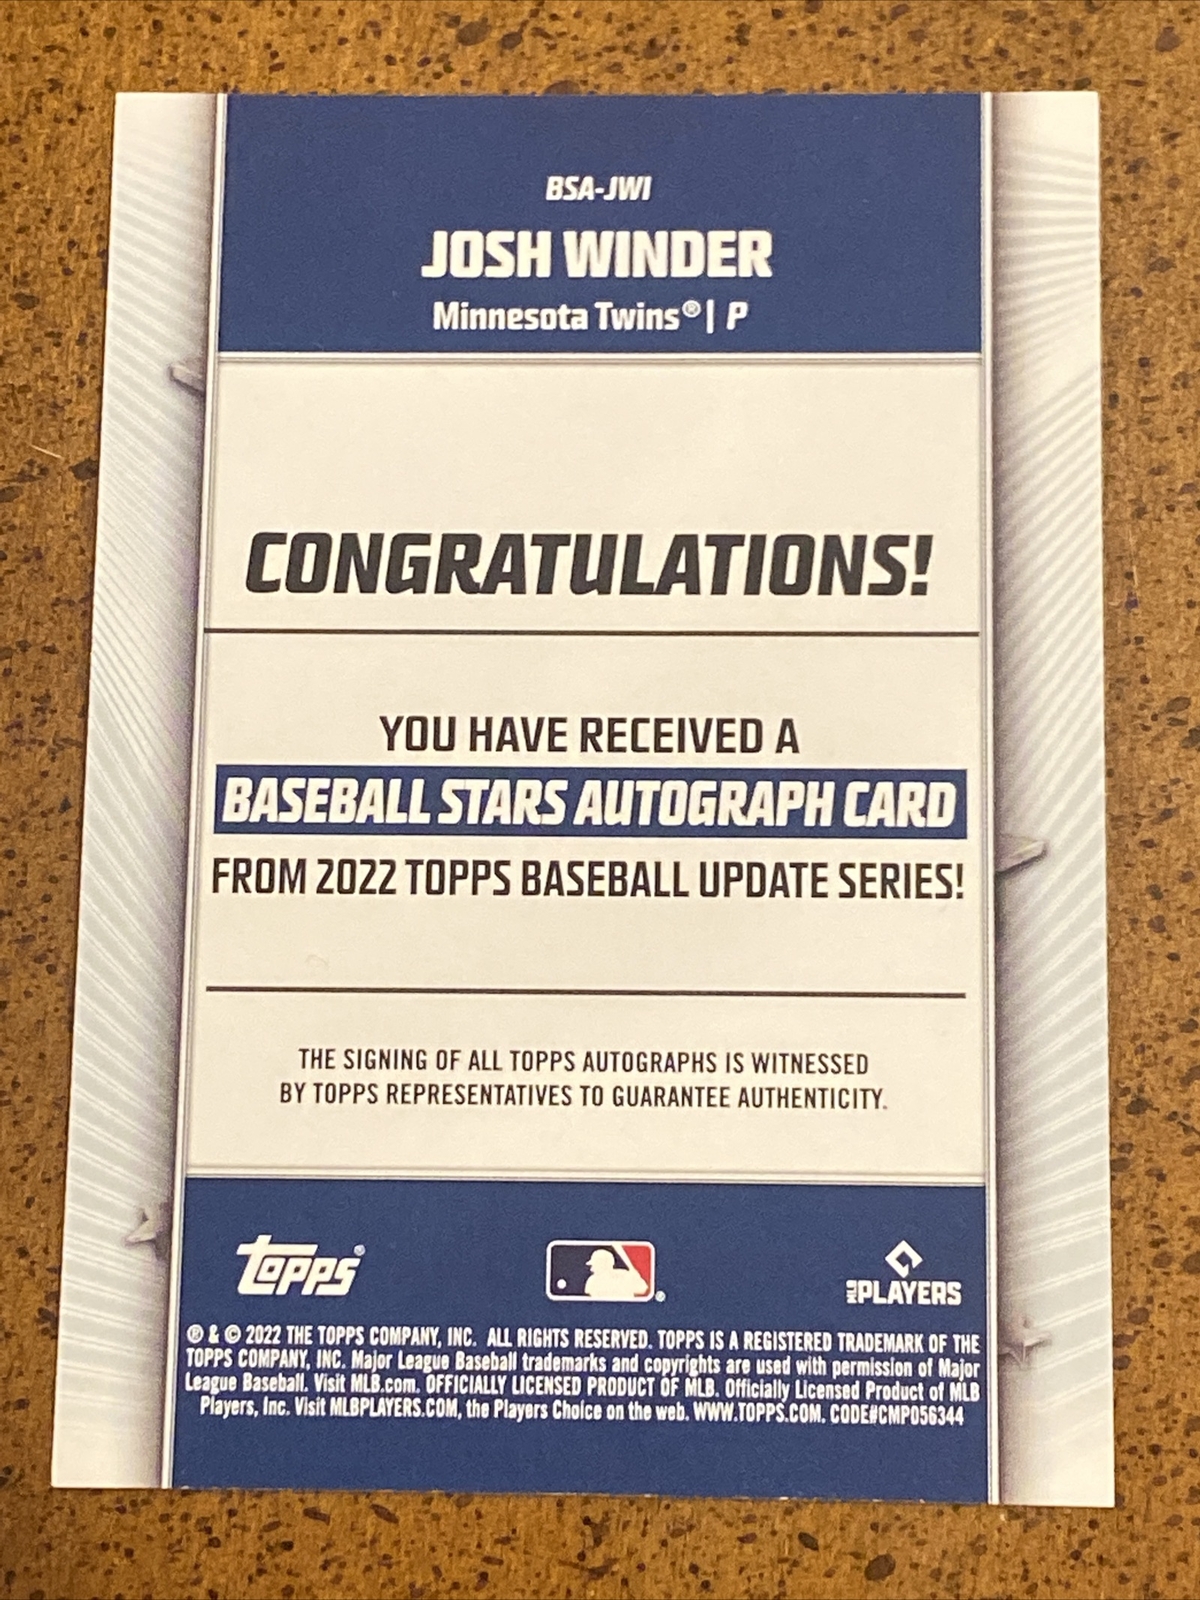 BSA-JWI
JOSH WINDER
Minnesota Twins® | P
CONGRATULATIONS!
YOU HAVE RECEIVED A
BASEBALL STARS AUTOGRAPH CARD
FROM 2022 TOPPS BASEBALL UPDATE SERIES!
THE SIGNING OF ALL TOPPS AUTOGRAPHS IS WITNESSED
BY TOPPS REPRESENTATIVES TO GUARANTEE AUTHENTICITY.
topps® ® MLB PLAYERS
® & © 2022 THE TOPPS COMPANY, INC. ALL RIGHTS RESERVED. TOPPS IS A REGISTERED TRADEMARK OF THE
TOPPS COMPANY, INC. Major League Baseball trademarks and copyrights are used with permission of Major
League Baseball. Visit MLB.com. OFFICIALLY LICENSED PRODUCT OF MLB. Officially Licensed Product of MLB
Players, Inc. Visit MLBPLAYERS.COM, the Players Choice on the web. WWW.TOPPS.COM. CODE#CMP056344